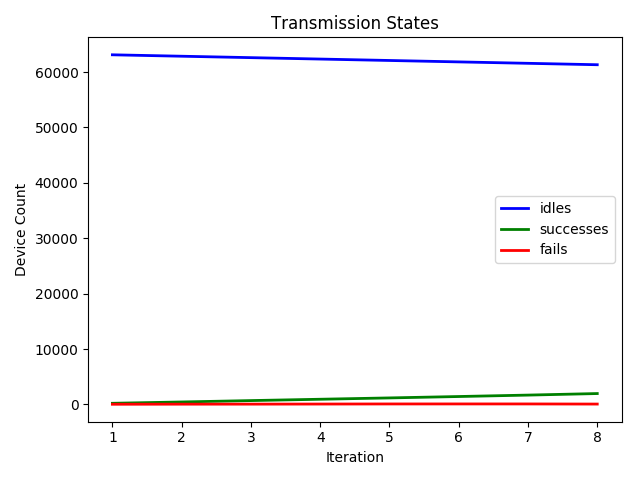 Transmission States
Device Count
60000
50000
40000
30000
20000
10000
0
idles
successes
fails
1 2 3 4 5 6 7 8
Iteration